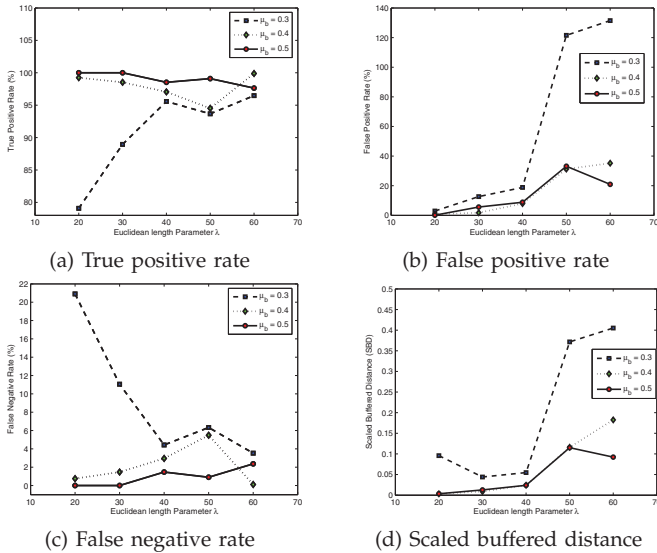 110
105
100
95
90
85
80
True Positive Rate (%)
10 20 30 40 50 60 70
Euclidean length Parameter λ
μb = 0.3
μb = 0.4
μb = 0.5
(a) True positive rate
140
120
100
80
60
40
20
0
False Positive Rate (%)
10 20 30 40 50 60 70
Euclidean length Parameter λ
μb = 0.3
μb = 0.4
μb = 0.5
(b) False positive rate
22
20
18
16
14
12
10
8
6
4
2
0
False Negative Rate (%)
10 20 30 40 50 60 70
Euclidean length Parameter λ
μb = 0.3
μb = 0.4
μb = 0.5
(c) False negative rate
0.5
0.45
0.4
0.35
0.3
0.25
0.2
0.15
0.1
0.05
0
Scaled Buffered Distance (SBD)
10 20 30 40 50 60 70
Euclidean length Parameter λ
μb = 0.3
μb = 0.4
μb = 0.5
(d) Scaled buffered distance